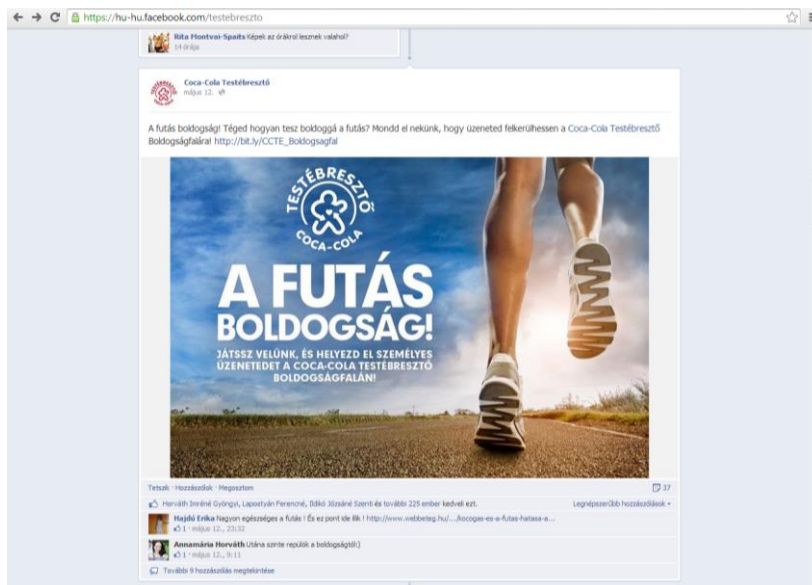 https://hu-hu.facebook.com/testebreszto
Rita Montvai-Spaits Képek az órákrol lesznek valahol?
14 órája
Coca-Cola Testébresztő
május 12.
A futás boldogság! Téged hogyan tesz boldoggá a futás? Mondd el nekünk, hogy üzeneted felkerülhessen a Coca-Cola Testébresztő
Boldogságfalára! http://bit.ly/CCTE_Boldogsagfal
TESTÉBRESZTŐ
COCA-COLA
A FUTÁS
BOLDOGSÁG!
JÁTSSZ VELÜNK, ÉS HELYEZD EL SZEMÉLYES
ÜZENETEDET A COCA-COLA TESTÉBRESZTŐ
BOLDOGSÁGFALÁN!
Tetszik · Hozzászólok · Megosztom 37
Horváth Imréné Gyöngyi, Lapostyán Ferencné, Ildikó Józsáné Szenti és további 225 ember kedveli ezt. Legnépszerűbb hozzászólások
Hajdú Erika Nagyon egészséges a futás ! És ez pont ide illik ! http://www.webbeteg.hu/.../kocogas-es-a-futas-hatasa-a...
1 · május 12., 23:32
Annamária Horváth Utána szinte repülök a boldogságtól:)
1 · május 12., 9:11
További 9 hozzászólás megtekintése